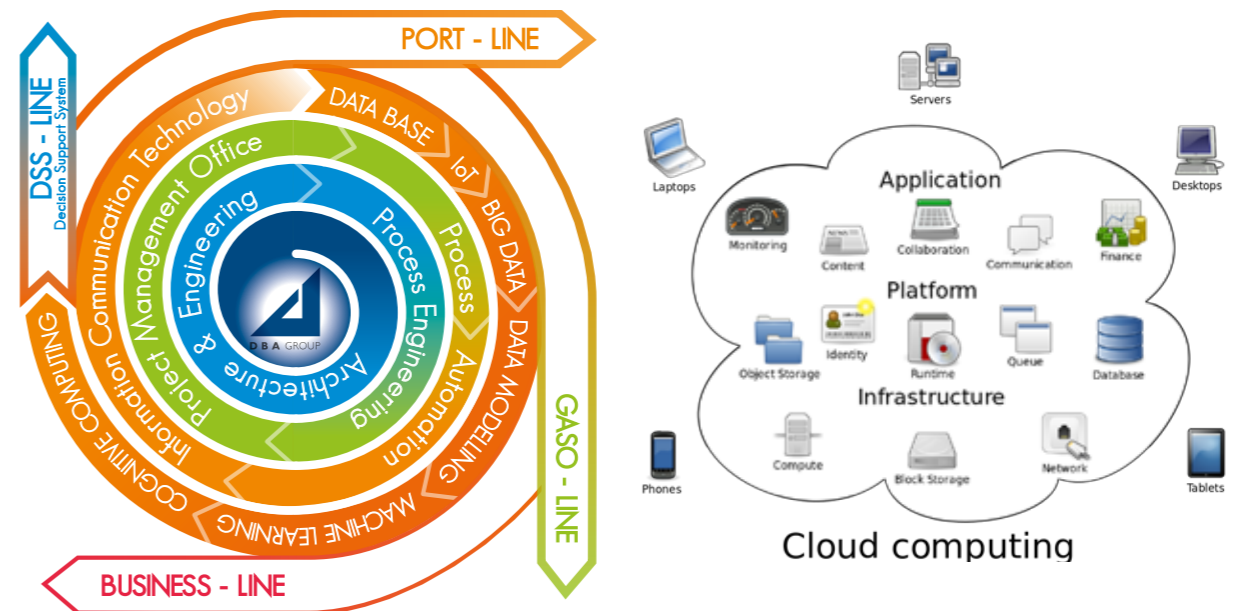 PORT - LINE
DSS - LINE
Decision Support System
Information Communication Technology
DATA BASE
IoT
BIG DATA
DATA MODELLING
MACHINE LEARNING
COGNITIVE COMPUTING
Project Management Office
Process Automation
Architecture & Engineering
Process Engineering
DBA GROUP
GASO - LINE
BUSINESS - LINE
Servers
Laptops
Desktops
Application
Monitoring
Content
Collaboration
Communication
Finance
Platform
Object Storage
Identity
Runtime
Queue
Database
Infrastructure
Compute
Block Storage
Network
Phones
Tablets
Cloud computing